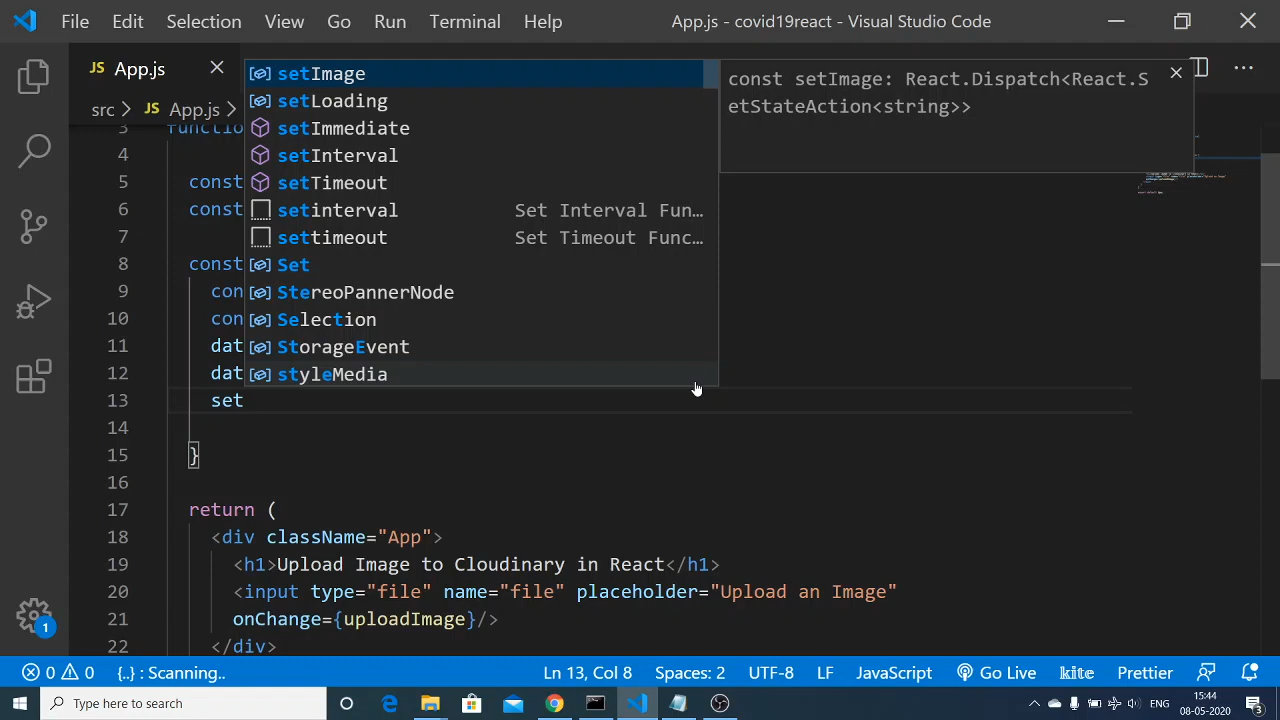 File Edit Selection View Go Run Terminal Help App.js - covid19react - Visual Studio Code
JS App.js
src > JS App.js >
3 function
4
5 const
6 const
7
8 const
9 con
10 con
11 dat
12 dat
13 set
14
15 }
16
17 return (
18 <div className="App">
19 <h1>Upload Image to Cloudinary in React</h1>
20 <input type="file" name="file" placeholder="Upload an Image"
21 onChange={uploadImage}/>
22 </div>
setImage
setLoading
setImmediate
setInterval
setTimeout
setinterval Set Interval Fun…
settimeout Set Timeout Func…
Set
StereoPannerNode
Selection
StorageEvent
styleMedia
const setImage: React.Dispatch<React.S
etStateAction<string>>
1
0 0 {..} : Scanning… Ln 13, Col 8 Spaces: 2 UTF-8 LF JavaScript Go Live kite Prettier
Type here to search
ENG
15:44
08-05-2020
3